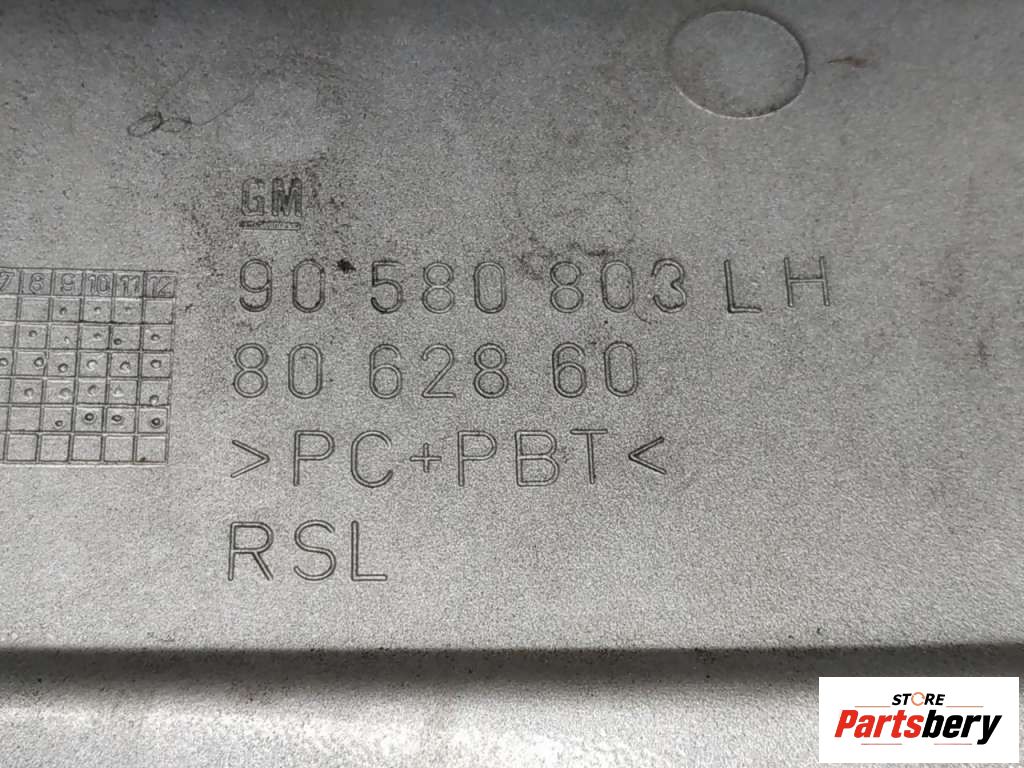 GM
90 580 803 LH
7 8 9 10 11 12
80 628 60
>PC+PBT<
RSL
STORE
Partsbery